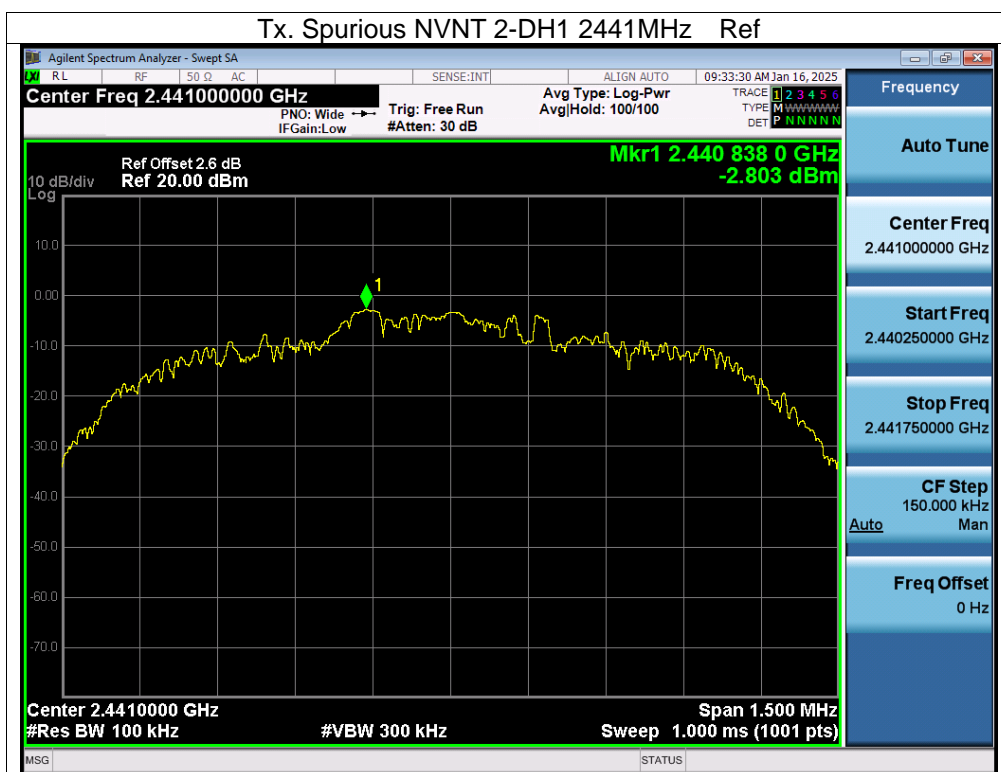 Tx. Spurious NVNT 2-DH1 2441MHz Ref
Agilent Spectrum Analyzer - Swept SA
LXI RL RF 50 Ω AC SENSE:INT ALIGN AUTO 09:33:30 AM Jan 16, 2025
Center Freq 2.441000000 GHz
PNO: Wide
IFGain:Low
Trig: Free Run
#Atten: 30 dB
Avg Type: Log-Pwr
Avg|Hold: 100/100
TRACE 1 2 3 4 5 6
TYPE M WWWWW
DET P N N N N N
Mkr1 2.440 838 0 GHz
-2.803 dBm
Ref Offset 2.6 dB
10 dB/div Ref 20.00 dBm
Log
10.0
0.00
-10.0
-20.0
-30.0
-40.0
-50.0
-60.0
-70.0
1
Center 2.4410000 GHz Span 1.500 MHz
#Res BW 100 kHz #VBW 300 kHz Sweep 1.000 ms (1001 pts)
MSG STATUS
Frequency
Auto Tune
Center Freq
2.441000000 GHz
Start Freq
2.440250000 GHz
Stop Freq
2.441750000 GHz
CF Step
150.000 kHz
Auto Man
Freq Offset
0 Hz